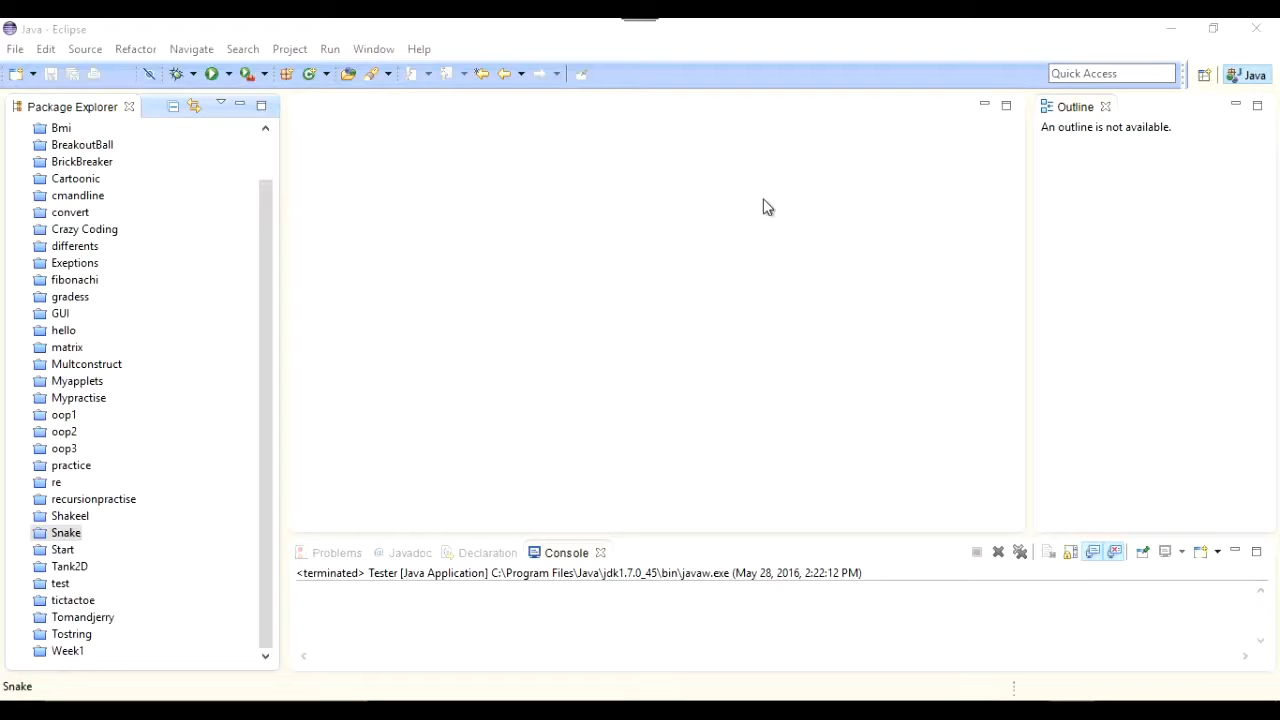 Java - Eclipse
File Edit Source Refactor Navigate Search Project Run Window Help
Quick Access Java
Package Explorer
Bmi
BreakoutBall
BrickBreaker
Cartoonic
cmandline
convert
Crazy Coding
differents
Exeptions
fibonachi
gradess
GUI
hello
matrix
Multconstruct
Myapplets
Mypractise
oop1
oop2
oop3
practice
re
recursionpractise
Shakeel
Snake
Start
Tank2D
test
tictactoe
Tomandjerry
Tostring
Week1
Outline
An outline is not available.
Problems @ Javadoc Declaration Console
<terminated> Tester [Java Application] C:\Program Files\Java\jdk1.7.0_45\bin\javaw.exe (May 28, 2016, 2:22:12 PM)
Snake